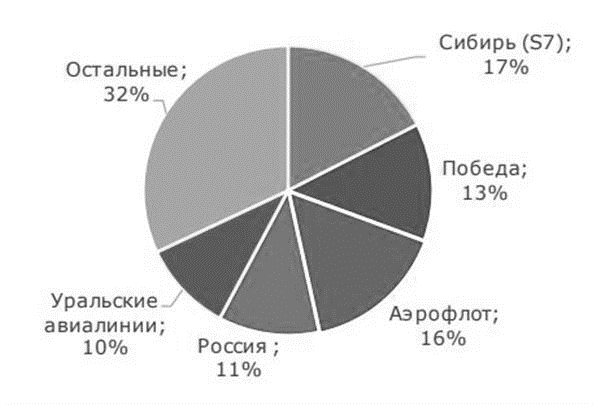 Сибирь (S7);
17%
Победа;
13%
Аэрофлот;
16%
Россия ;
11%
Уральские
авиалинии;
10%
Остальные;
32%